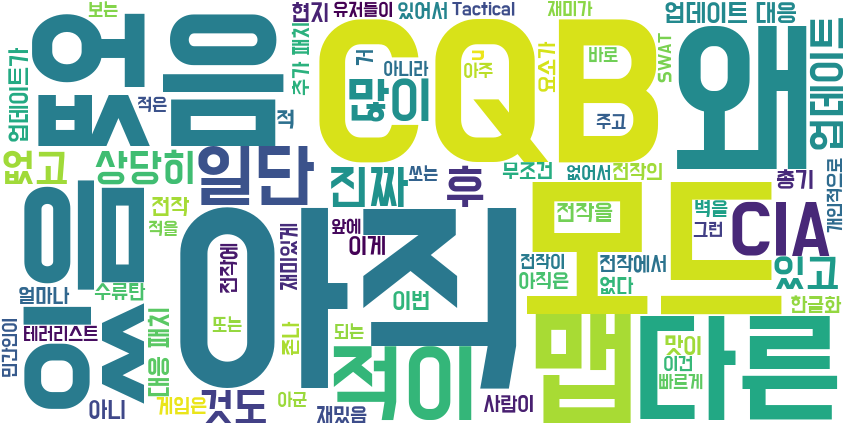 보는
현지
유저들이
있어서
Tactical
재미가
업데이트 대응
업데이트가
없음
적은
적
추가 패치
거
CQB
많이
아니라
아주
그
요소가
바로
주고
SWAT
왜
업데이트
없고
상당히
일단
진짜
쏘는
후
무조건
없어서
전작의
총기
개인적으로
음
전작
적을
아직
전작에
재미있게
앞에
이게
전작을
모드
벽을
그런
CIA
있고
얼마나
수류탄
이번
전작이
아직은
전작에서
없다
한글화
없
민간인이
테러리스트
대응 패치
또는
존나
되는
적이
맵
다른
맛이
이건
빠르게
아니
게임은
것도
아군
재밌음
사람이